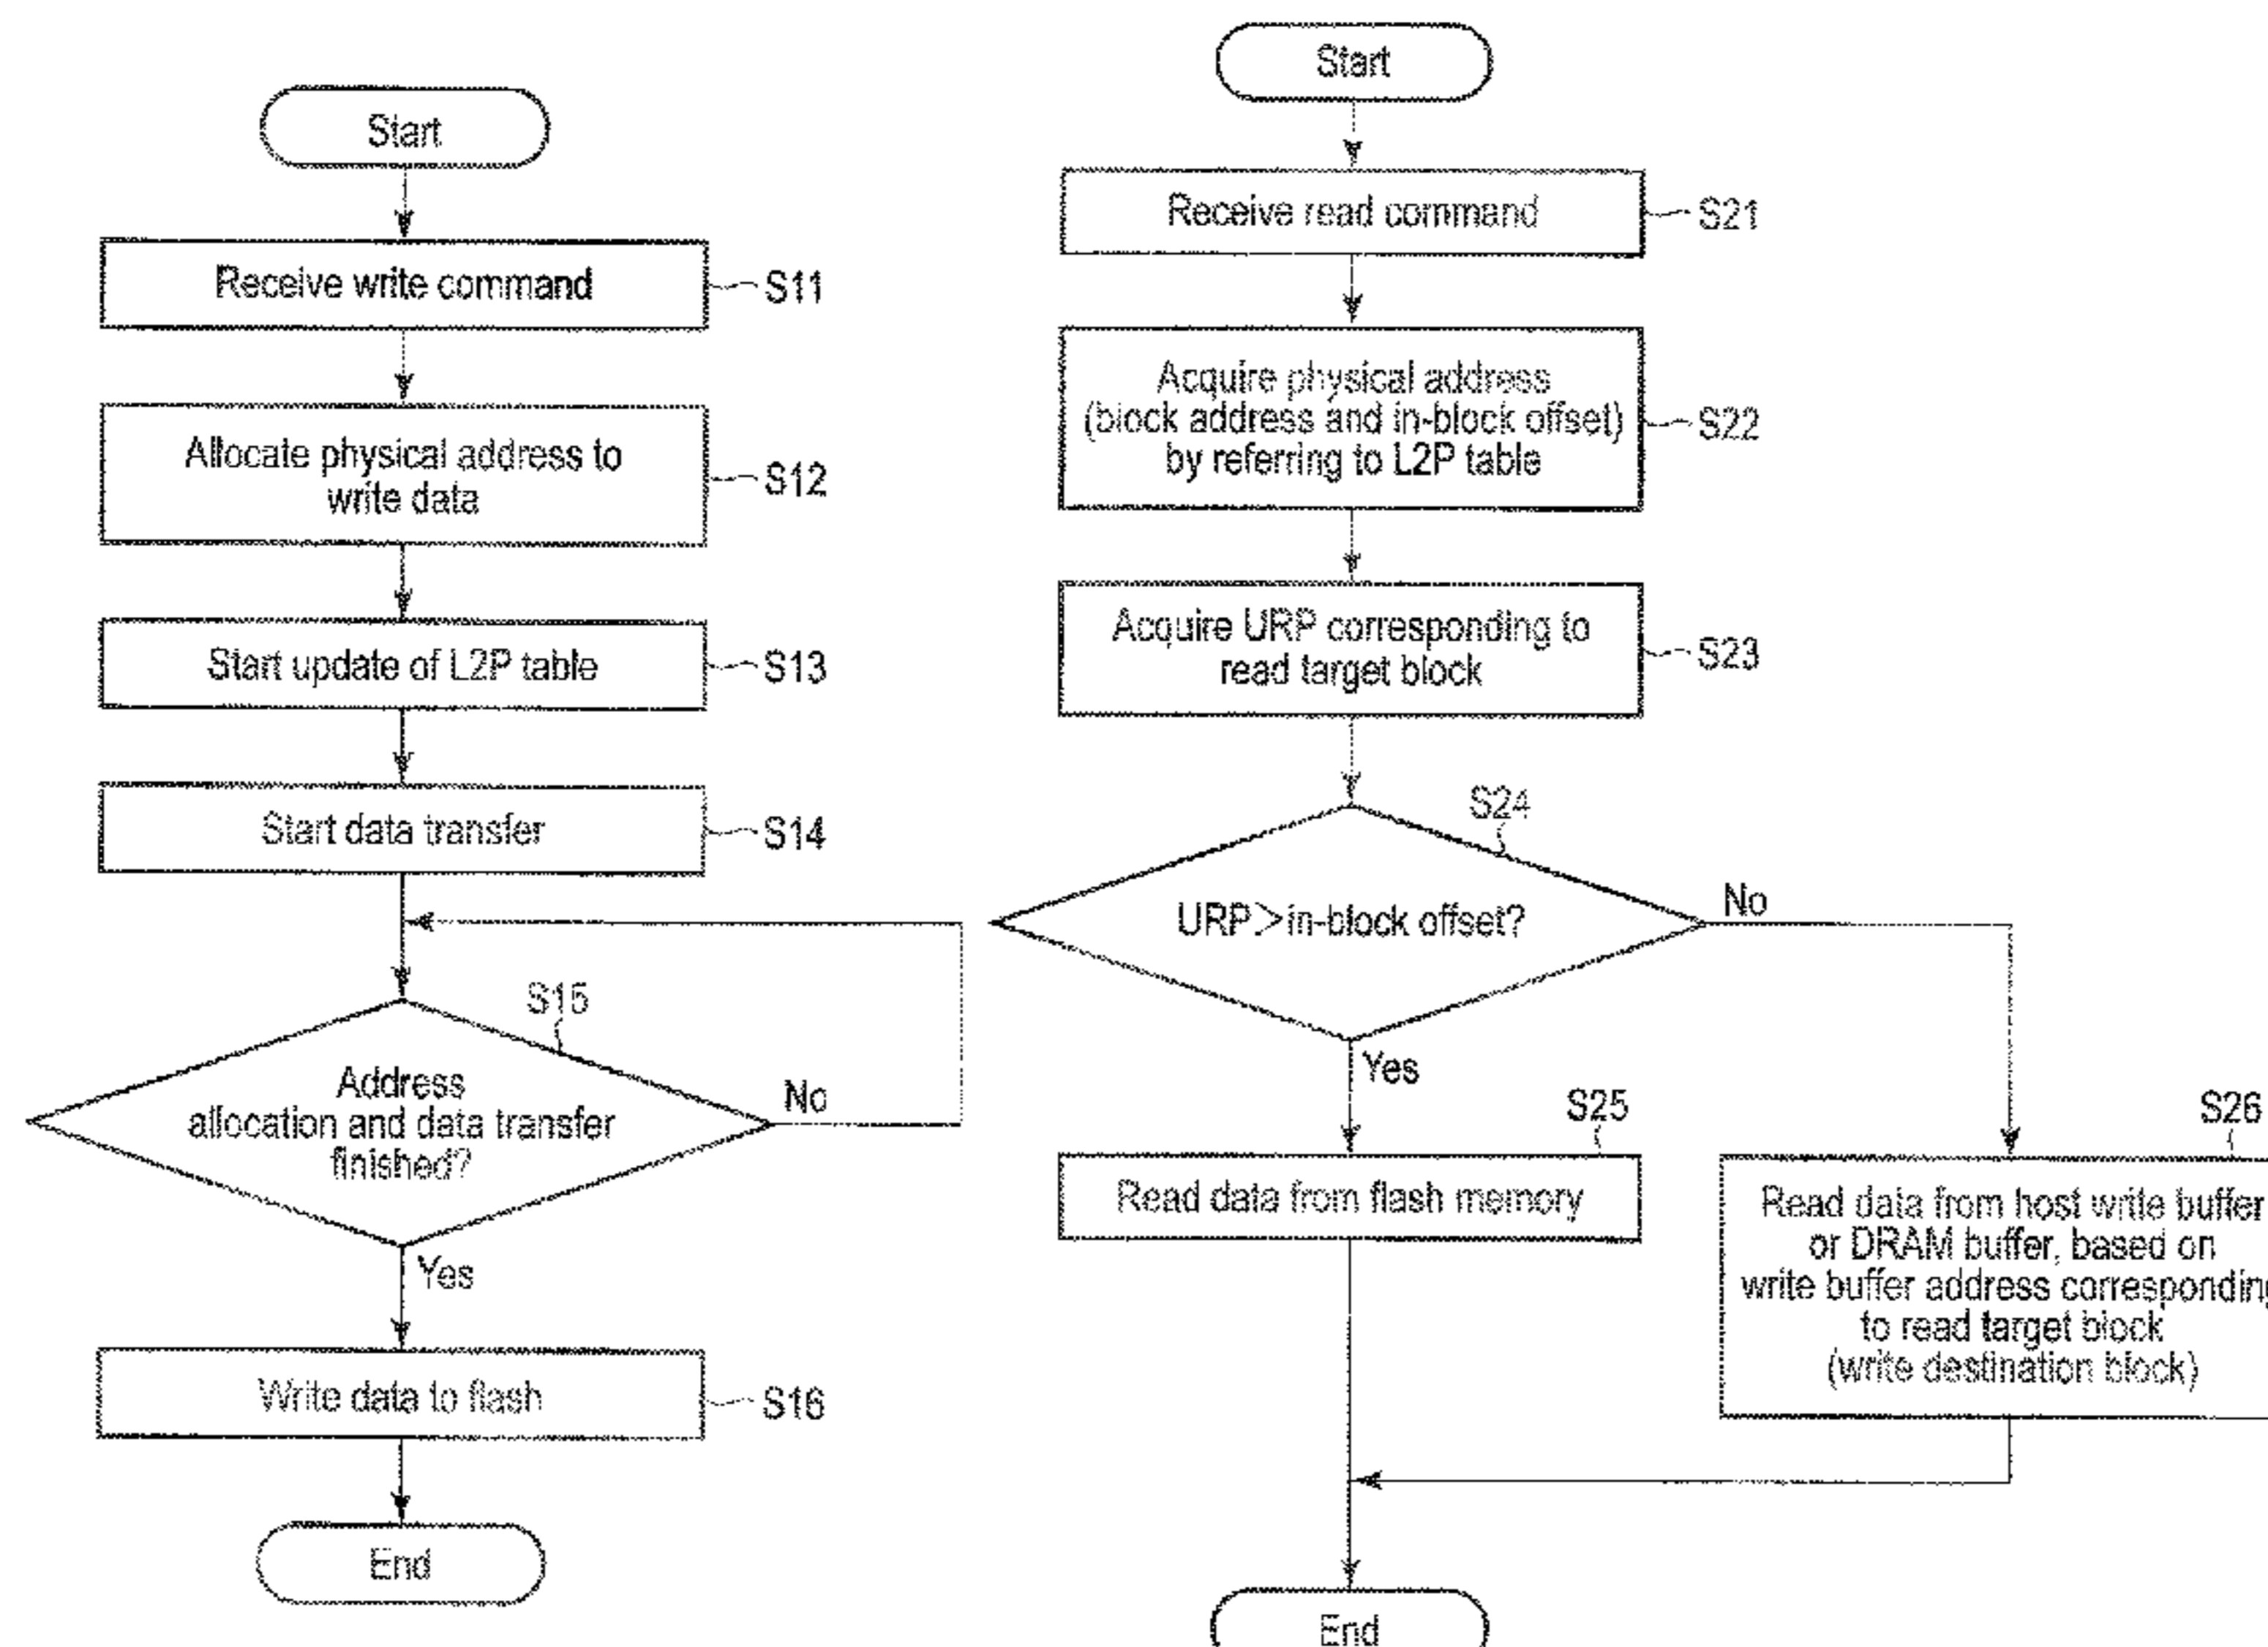 Start
Receive write command
S11
Allocate physical address to
write data
S12
Start update of L2P table
S13
Start data transfer
S14
S15
Address
allocation and data transfer
finished?
No
Yes
Write data to flash
S16
End
Start
Receive read command
S21
Acquire physical address
(block address and in-block offset)
by referring to L2P table
S22
Acquire URP corresponding to
read target block
S23
S24
URP>in-block offset?
No
Yes
S25
Read data from flash memory
S26
Read data from host write buffer
or DRAM buffer, based on
write buffer address corresponding
to read target block
(write destination block)
End